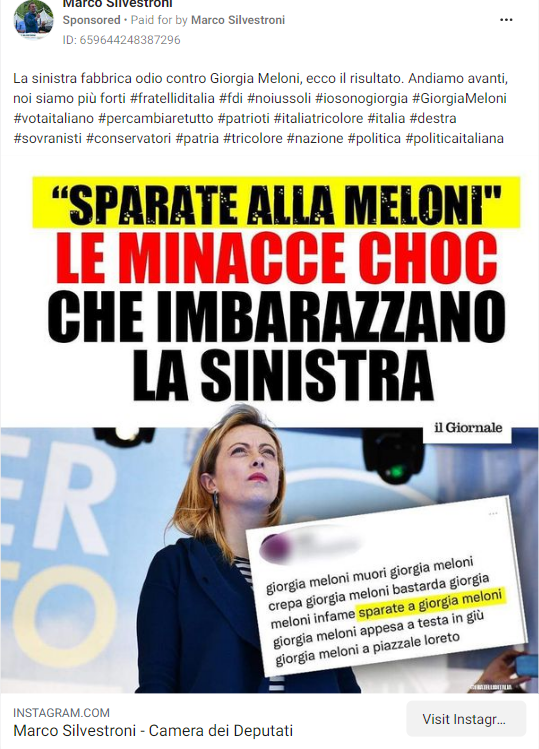 Marco Silvestroni
Sponsored • Paid for by Marco Silvestroni
ID: 659644248387296
La sinistra fabbrica odio contro Giorgia Meloni, ecco il risultato. Andiamo avanti,
noi siamo più forti #fratelliditalia #fdi #noiussoli #iosonogiorgia #GiorgiaMeloni
#votaitaliano #percambiaretutto #patrioti #italiatricolore #italia #destra
#sovranisti #conservatori #patria #tricolore #nazione #politica #politicaitaliana
“SPARATE ALLA MELONI"
LE MINACCE CHOC
CHE IMBARAZZANO
LA SINISTRA
il Giornale
ER
TO
giorgia meloni muori giorgia meloni
crepa giorgia meloni bastarda giorgia
meloni infame sparate a giorgia meloni
giorgia meloni appesa a testa in giù
giorgia meloni a piazzale loreto
INSTAGRAM.COM
Marco Silvestroni - Camera dei Deputati
Visit Instagr...